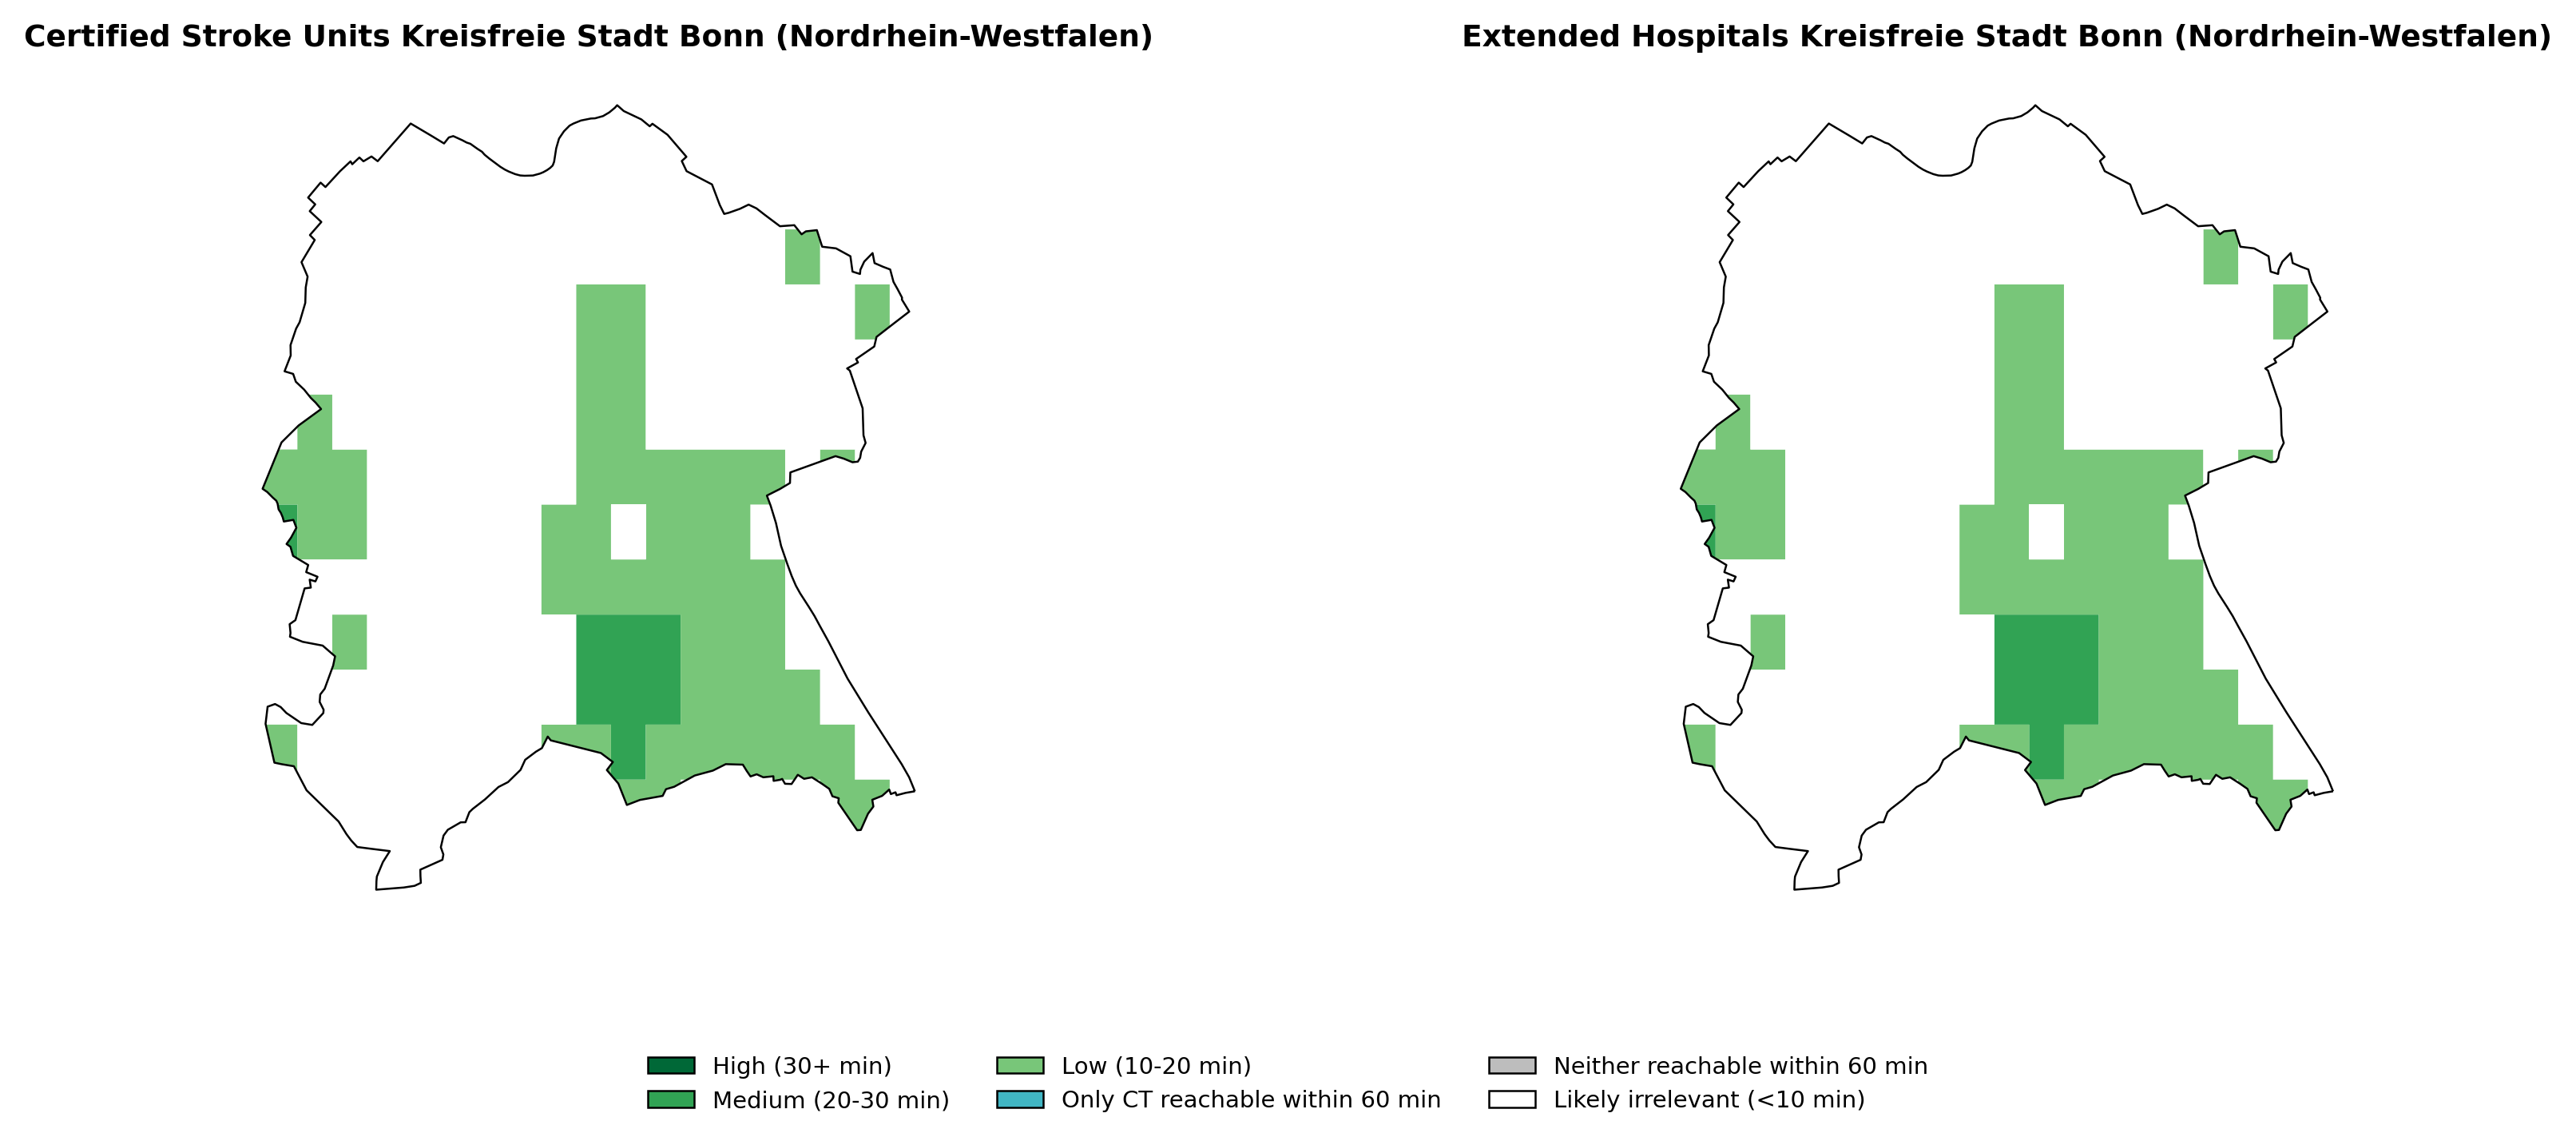 Certified Stroke Units Kreisfreie Stadt Bonn (Nordrhein-Westfalen)
Extended Hospitals Kreisfreie Stadt Bonn (Nordrhein-Westfalen)
High (30+ min)
Medium (20-30 min)
Low (10-20 min)
Only CT reachable within 60 min
Neither reachable within 60 min
Likely irrelevant (<10 min)